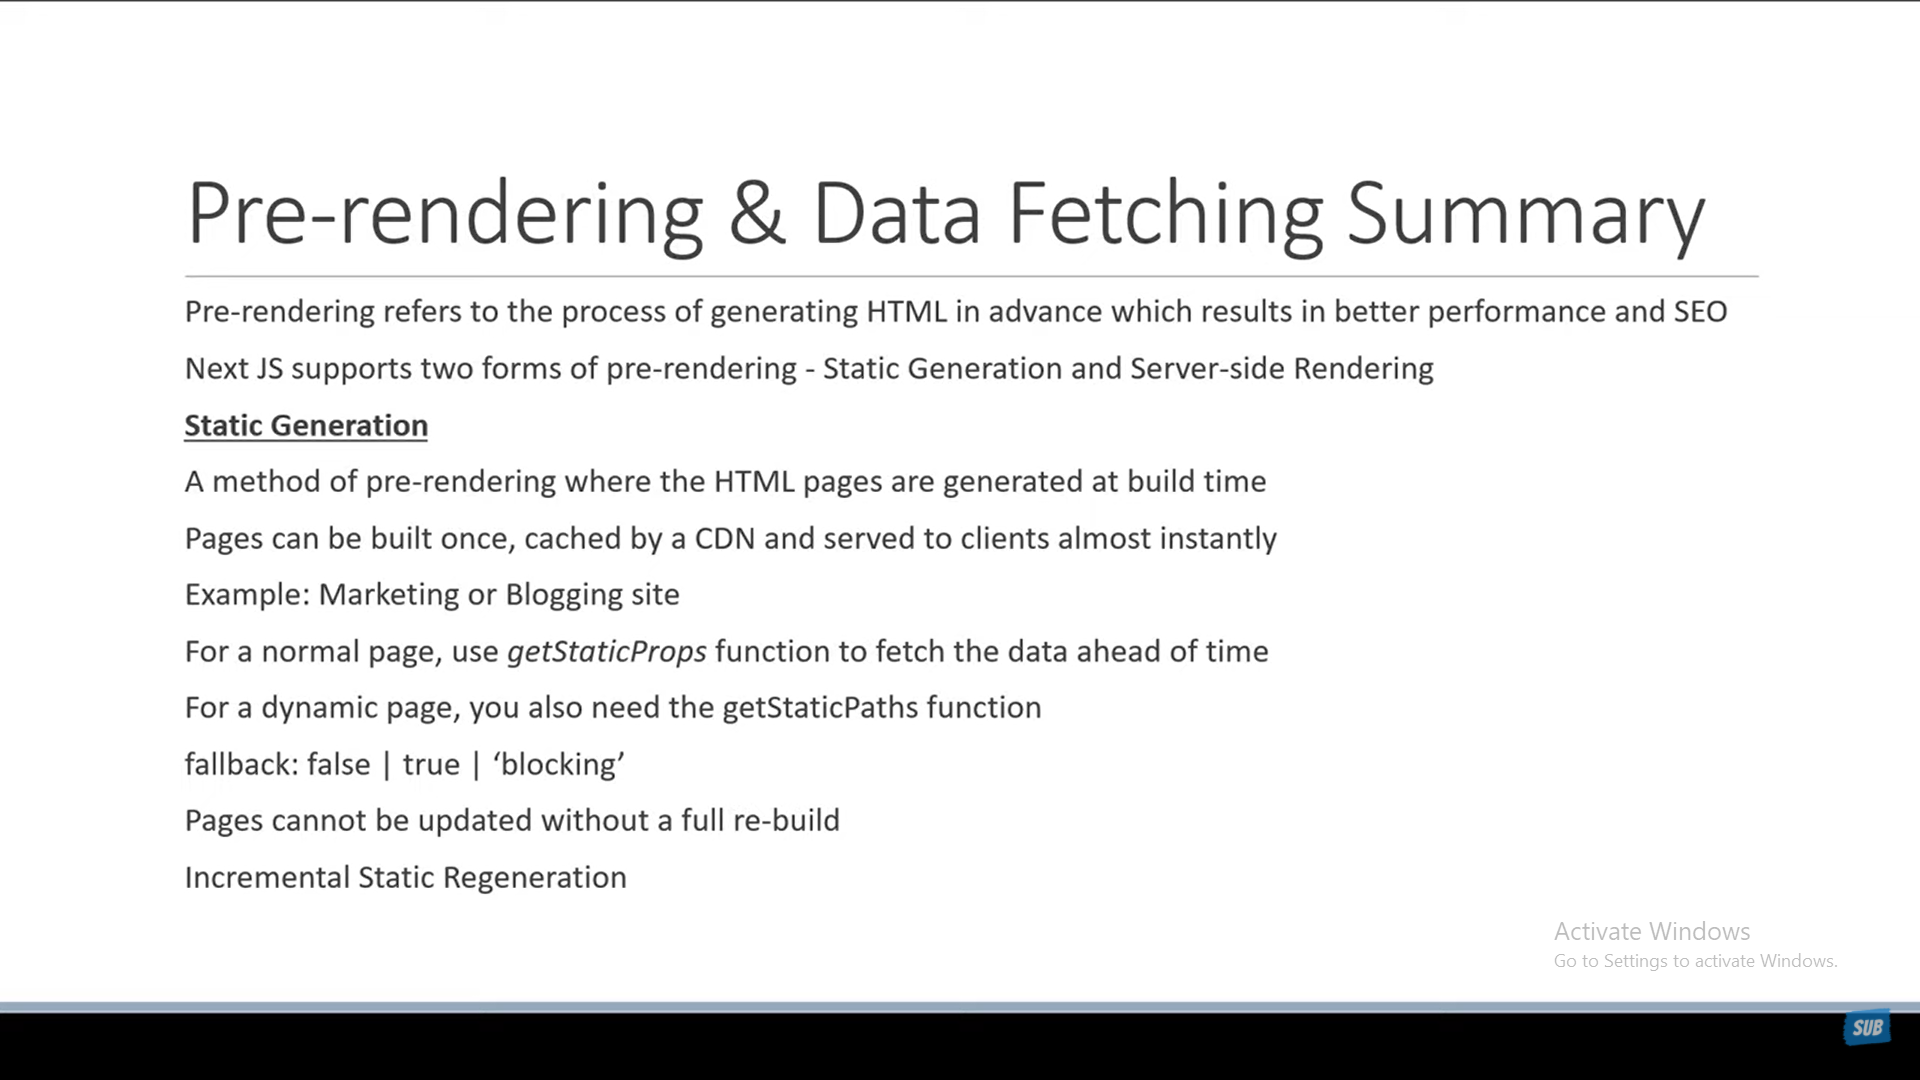 Pre-rendering & Data Fetching Summary
Pre-rendering refers to the process of generating HTML in advance which results in better performance and SEO
Next JS supports two forms of pre-rendering - Static Generation and Server-side Rendering
Static Generation
A method of pre-rendering where the HTML pages are generated at build time
Pages can be built once, cached by a CDN and served to clients almost instantly
Example: Marketing or Blogging site
For a normal page, use getStaticProps function to fetch the data ahead of time
For a dynamic page, you also need the getStaticPaths function
fallback: false | true | ‘blocking’
Pages cannot be updated without a full re-build
Incremental Static Regeneration
Activate Windows
Go to Settings to activate Windows.
SUB